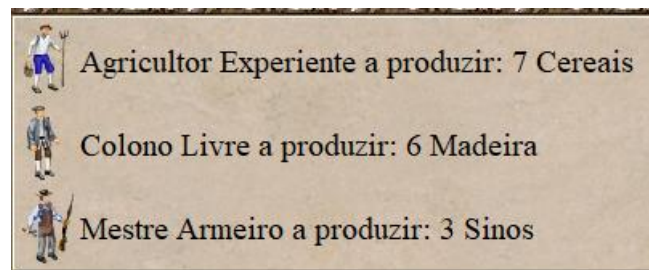 Agricultor Experiente a produzir: 7 Cereais
Colono Livre a produzir: 6 Madeira
Mestre Armeiro a produzir: 3 Sinos